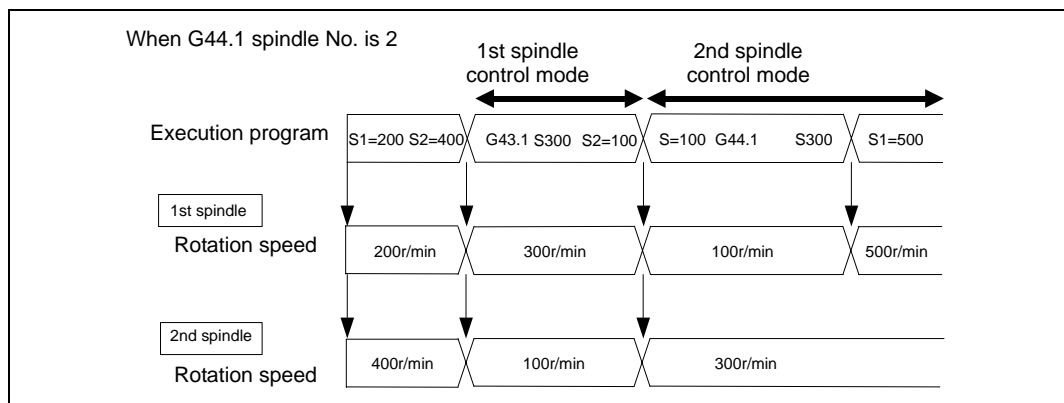 When G44.1 spindle No. is 2
1st spindle
control mode
2nd spindle
control mode
Execution program
S1=200 S2=400
G43.1 S300 S2=100
S=100 G44.1 S300
S1=500
1st spindle
Rotation speed
200r/min
300r/min
100r/min
500r/min
2nd spindle
Rotation speed
400r/min
100r/min
300r/min